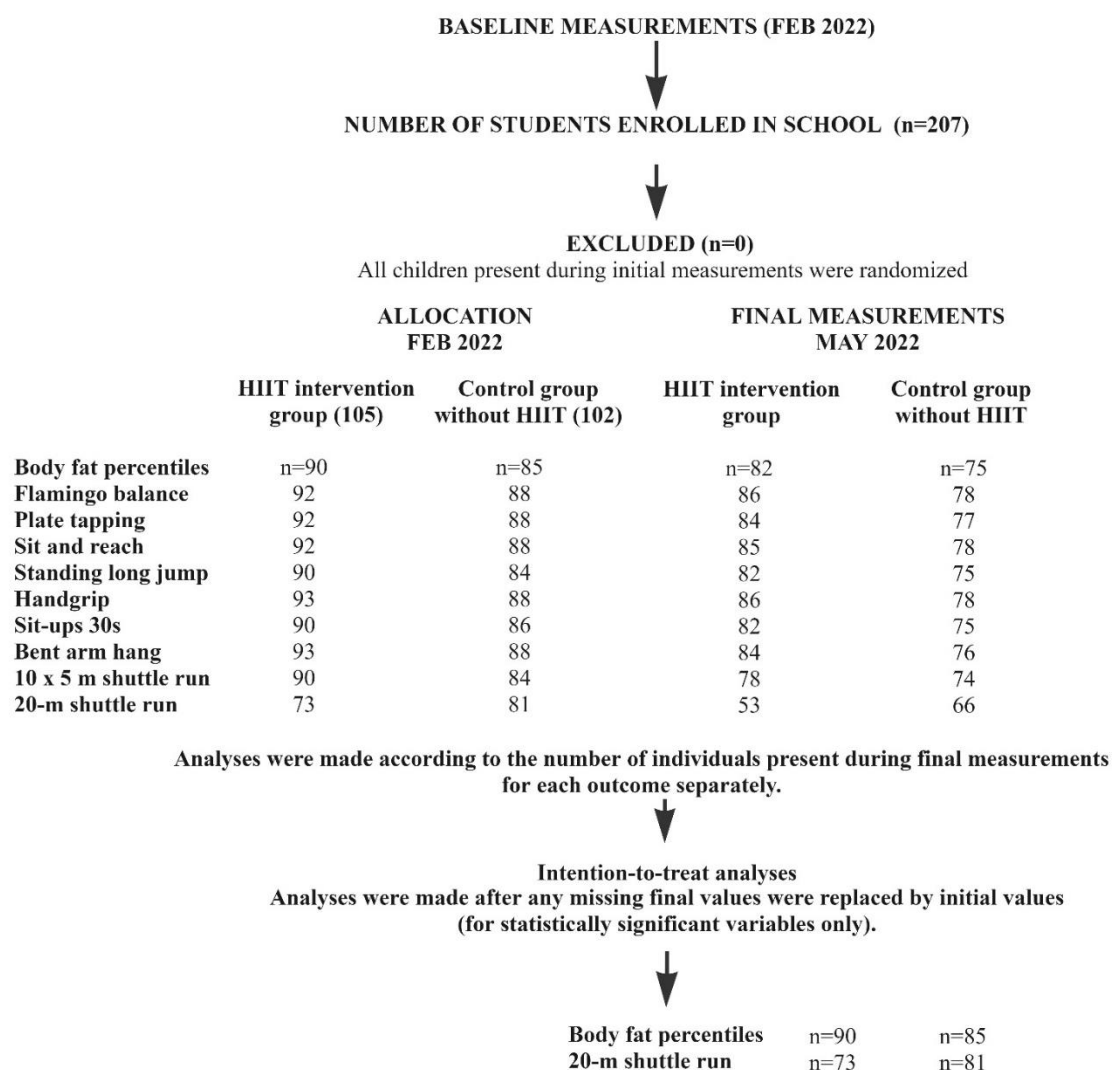 BASELINE MEASUREMENTS (FEB 2022)
NUMBER OF STUDENTS ENROLLED IN SCHOOL (n=207)
EXCLUDED (n=0)
All children present during initial measurements were randomized
ALLOCATION FINAL MEASUREMENTS
FEB 2022 MAY 2022
HIIT intervention Control group HIIT intervention Control group
group (105) without HIIT (102) group without HIIT
Body fat percentiles n=90 n=85 n=82 n=75
Flamingo balance 92 88 86 78
Plate tapping 92 88 84 77
Sit and reach 92 88 85 78
Standing long jump 90 84 82 75
Handgrip 93 88 86 78
Sit-ups 30s 90 86 82 75
Bent arm hang 93 88 84 76
10 x 5 m shuttle run 90 84 78 74
20-m shuttle run 73 81 53 66
Analyses were made according to the number of individuals present during final measurements
for each outcome separately.
Intention-to-treat analyses
Analyses were made after any missing final values were replaced by initial values
(for statistically significant variables only).
Body fat percentiles n=90 n=85
20-m shuttle run n=73 n=81